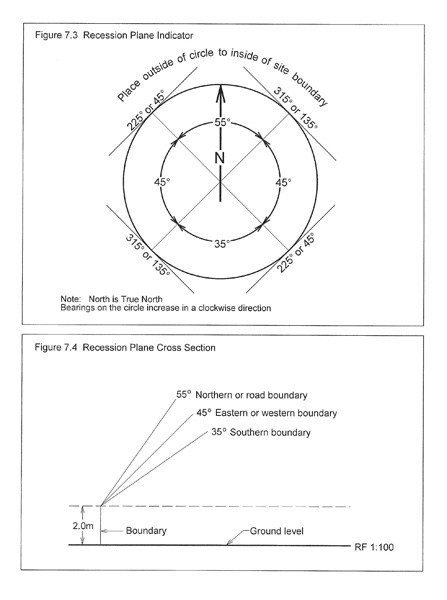 Figure 7.3 Recession Plane Indicator
Place outside of circle to inside of site boundary
225° or 45°
315° or 135°
55°
N
45°
45°
35°
315° or 135°
225° or 45°
Note: North is True North
Bearings on the circle increase in a clockwise direction
Figure 7.4 Recession Plane Cross Section
55° Northern or road boundary
45° Eastern or western boundary
35° Southern boundary
2.0m
Boundary
Ground level
RF 1:100